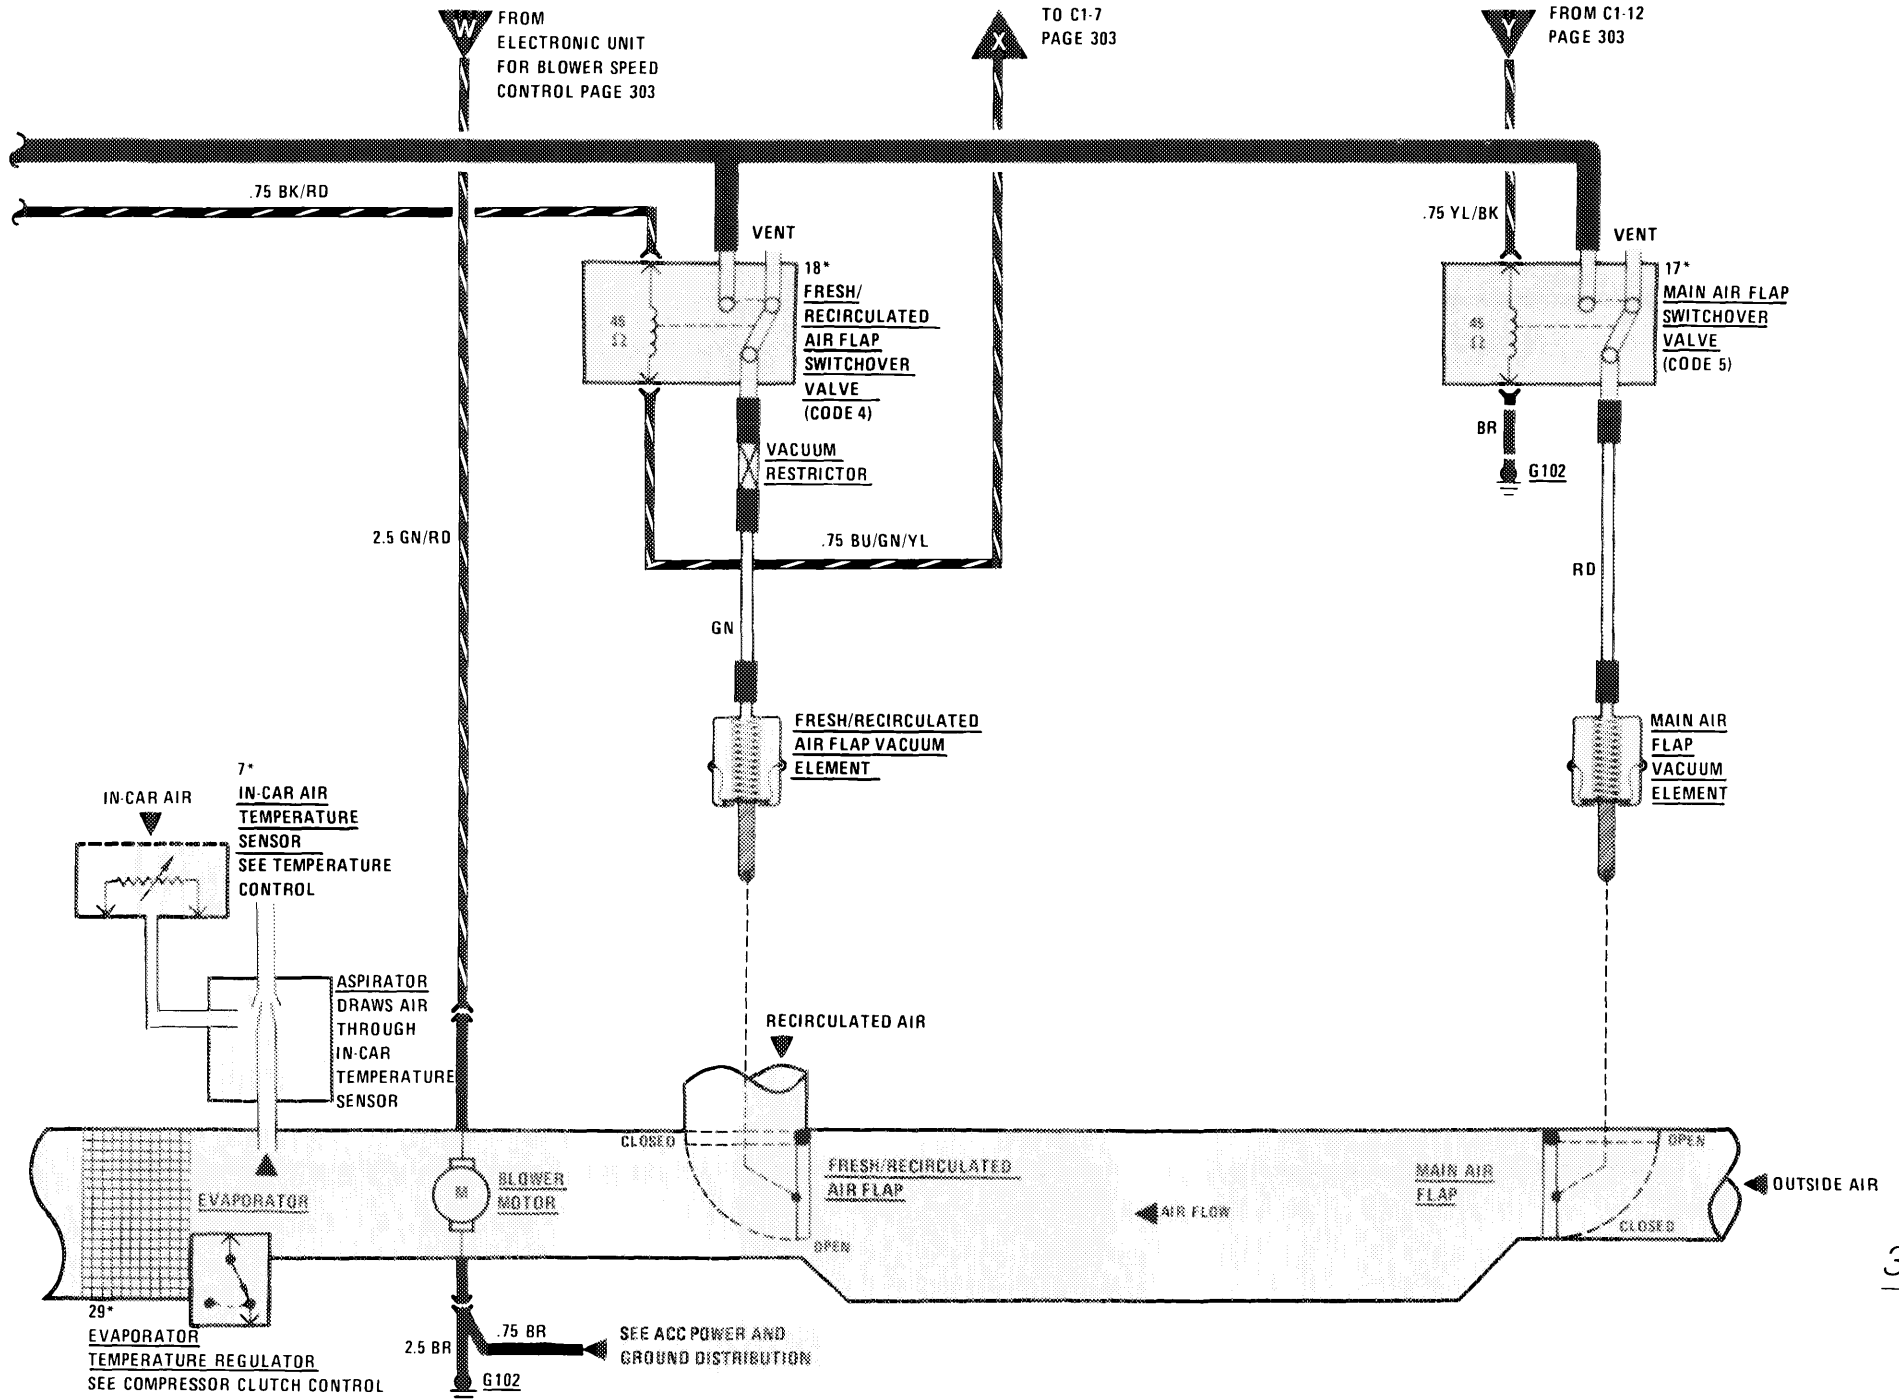 W
FROM
ELECTRONIC UNIT
FOR BLOWER SPEED
CONTROL PAGE 303
X
TO C1-7
PAGE 303
Y
FROM C1-12
PAGE 303
.75 BK/RD
VENT
.75 YL/BK
VENT
45
Ω
18*
FRESH/
RECIRCULATED
AIR FLAP
SWITCHOVER
VALVE
(CODE 4)
45
Ω
17*
MAIN AIR FLAP
SWITCHOVER
VALVE
(CODE 5)
VACUUM
RESTRICTOR
BR
G102
2.5 GN/RD
.75 BU/GN/YL
RD
GN
FRESH/RECIRCULATED
AIR FLAP VACUUM
ELEMENT
MAIN AIR
FLAP
VACUUM
ELEMENT
IN-CAR AIR
7*
IN-CAR AIR
TEMPERATURE
SENSOR
SEE TEMPERATURE
CONTROL
ASPIRATOR
DRAWS AIR
THROUGH
IN-CAR
TEMPERATURE
SENSOR
RECIRCULATED AIR
CLOSED
OPEN
EVAPORATOR
M
BLOWER
MOTOR
FRESH/RECIRCULATED
AIR FLAP
OPEN
AIR FLOW
MAIN AIR
FLAP
CLOSED
OUTSIDE AIR
3
29*
EVAPORATOR
TEMPERATURE REGULATOR
SEE COMPRESSOR CLUTCH CONTROL
2.5 BR
.75 BR
SEE ACC POWER AND
GROUND DISTRIBUTION
G102